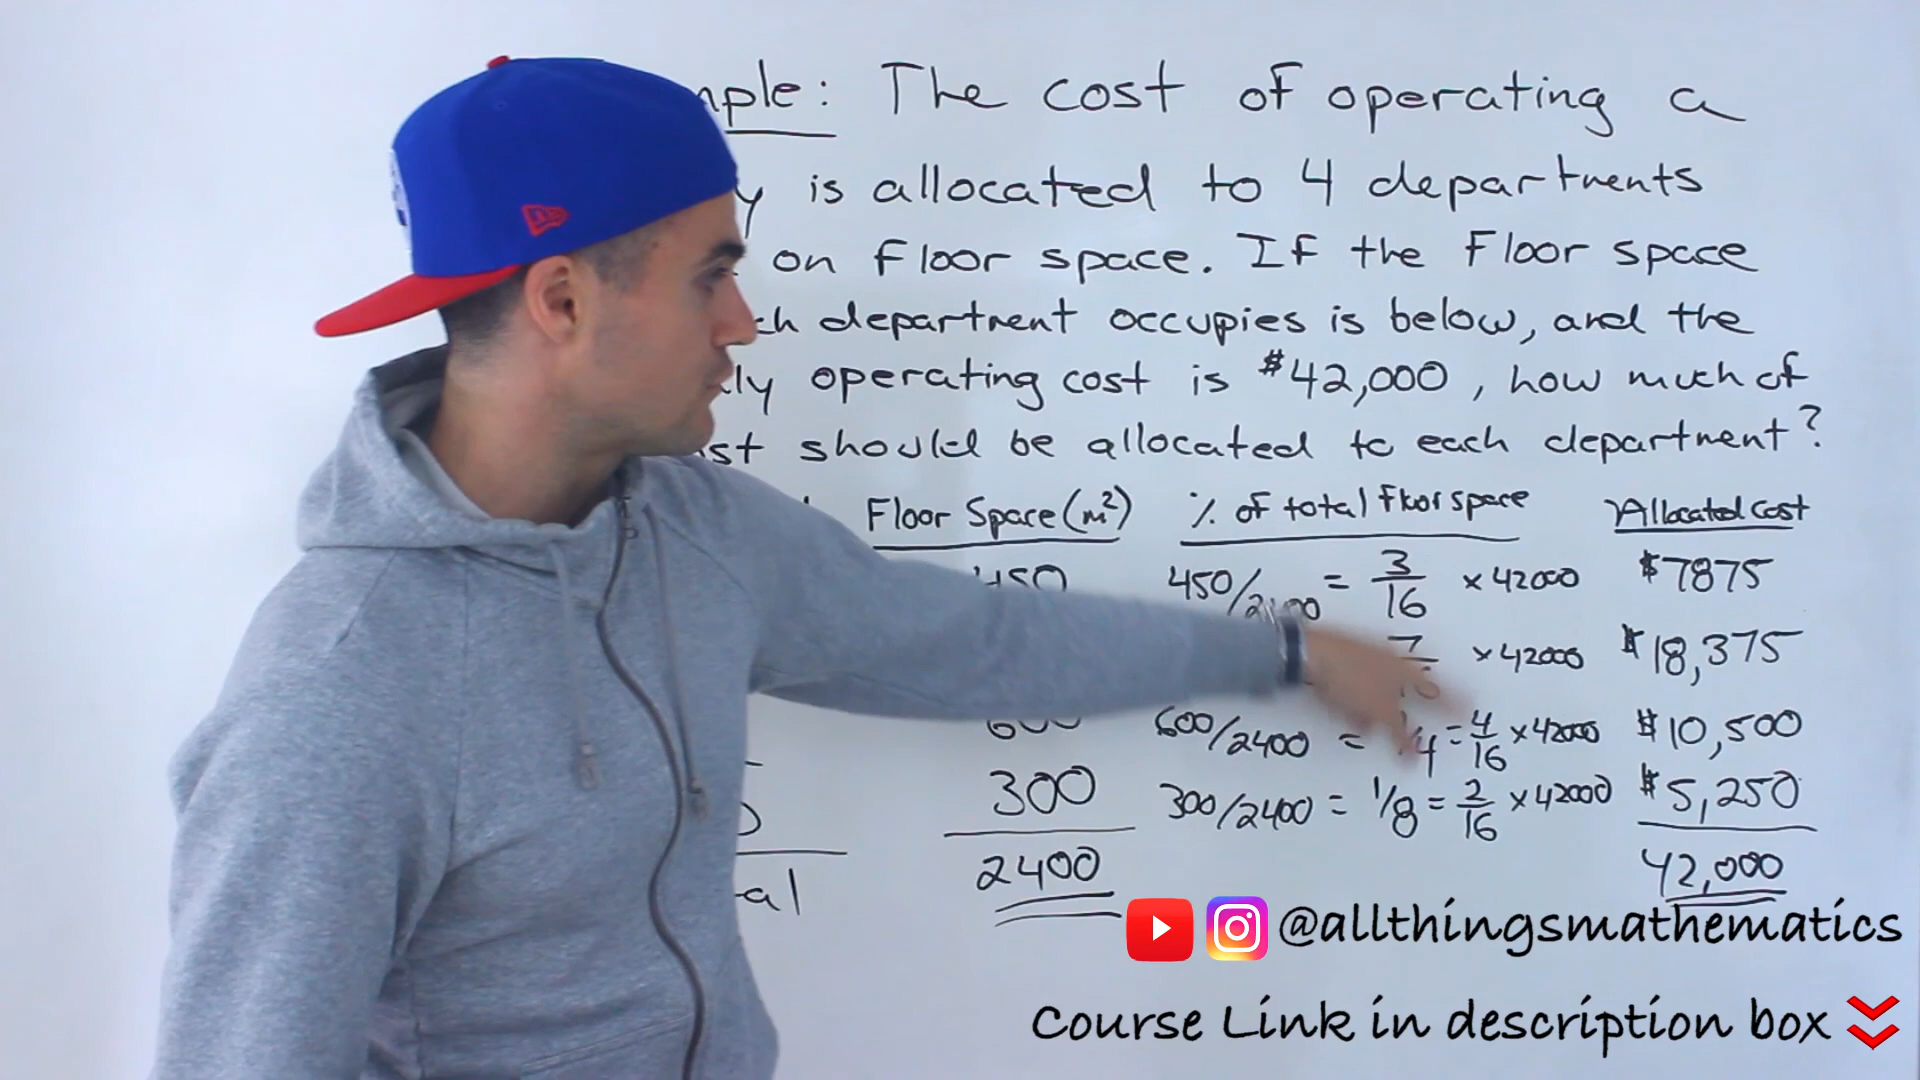 mple: The cost of operating a
y is allocated to 4 departments
on floor space. If the floor space
ch department occupies is below, and the
ly operating cost is $42,000, how much of
st should be allocated to each department?
Floor Space (m²) % of total floor space Allocated cost
450 450/2400 = 3/16 x 42000 $7875
7 x 42000 $18,375
600 600/2400 = 1/4 = 4/16 x 42000 $10,500
300 300/2400 = 1/8 = 2/16 x 42000 $5,250
al 2400 42,000
@allthingsmathematics
Course Link in description box